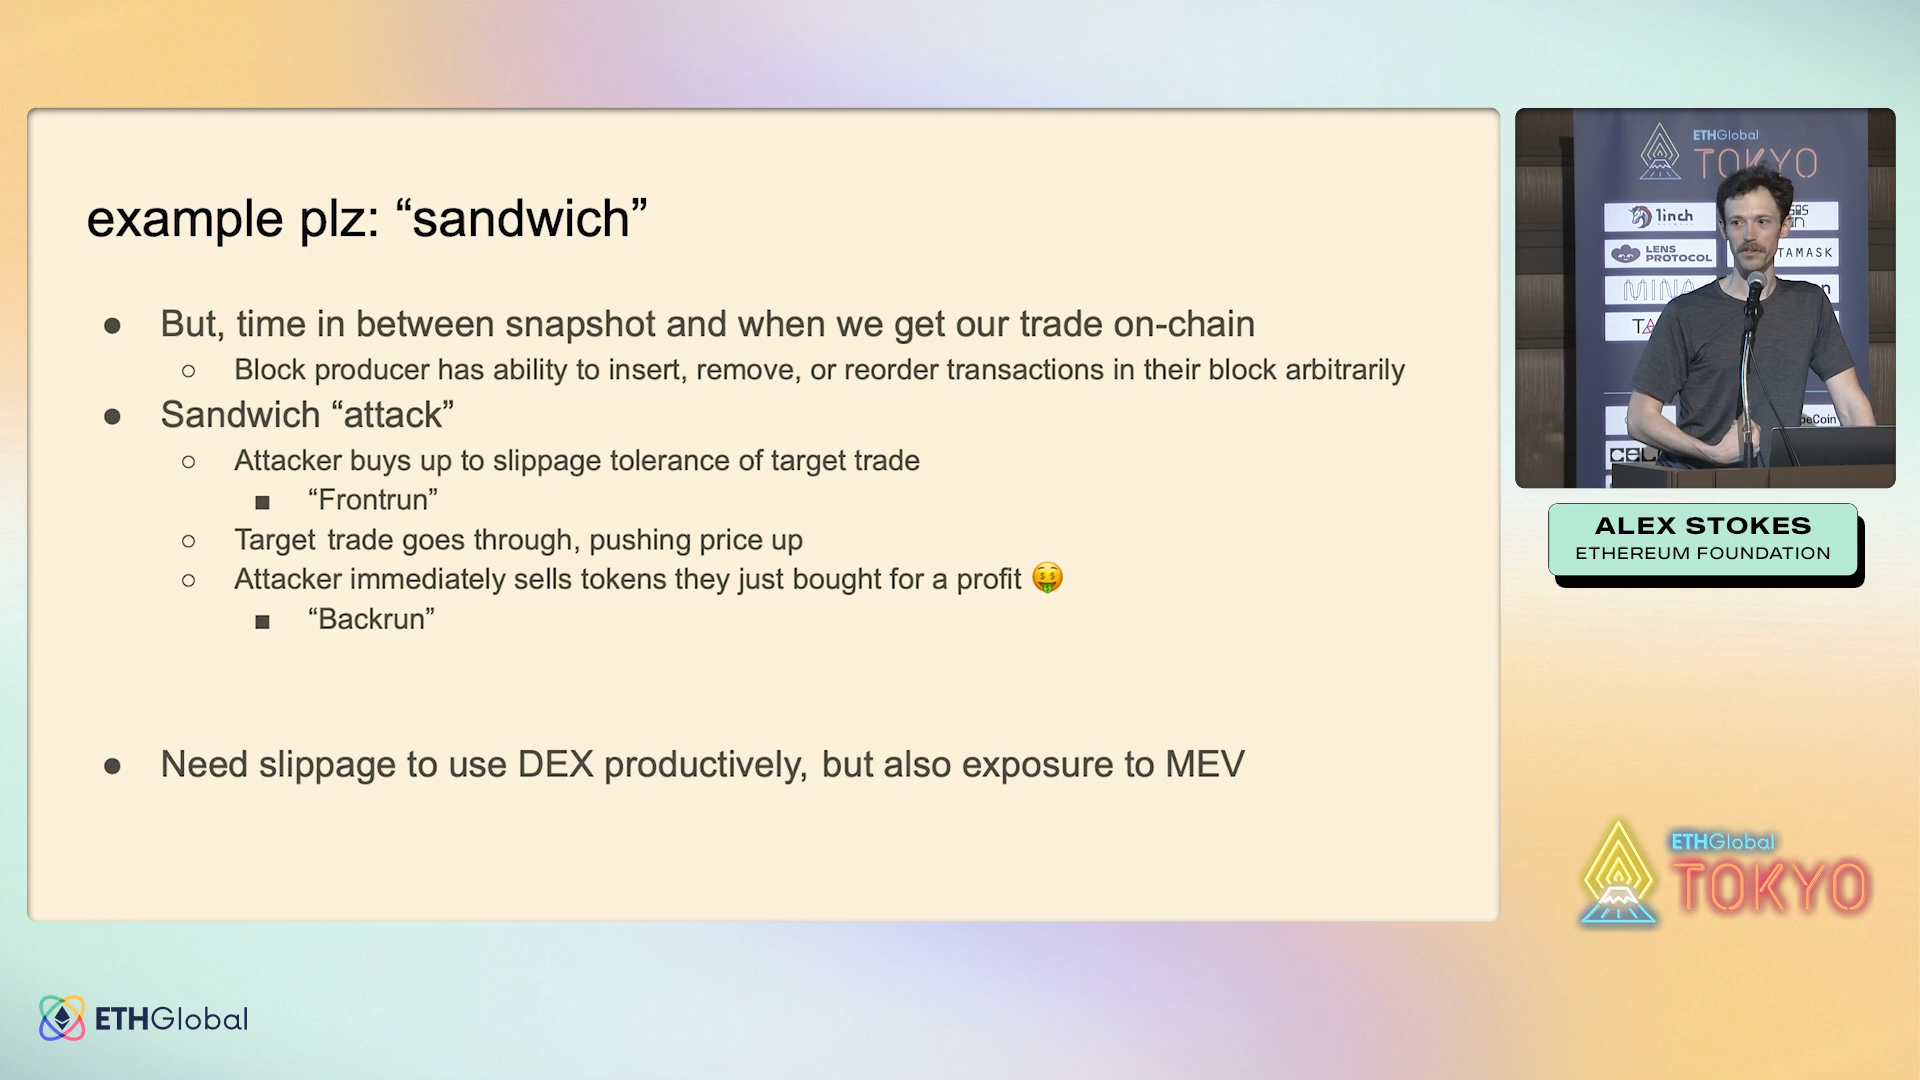 example plz: “sandwich”
● But, time in between snapshot and when we get our trade on-chain
○ Block producer has ability to insert, remove, or reorder transactions in their block arbitrarily
● Sandwich “attack”
○ Attacker buys up to slippage tolerance of target trade
■ “Frontrun”
○ Target trade goes through, pushing price up
○ Attacker immediately sells tokens they just bought for a profit 🤑
■ “Backrun”
● Need slippage to use DEX productively, but also exposure to MEV
ETHGlobal
TOKYO
1inch
LENS
PROTOCOL
TAMASK
MINA
ALEX STOKES
ETHEREUM FOUNDATION
ETHGlobal
TOKYO
ETHGlobal